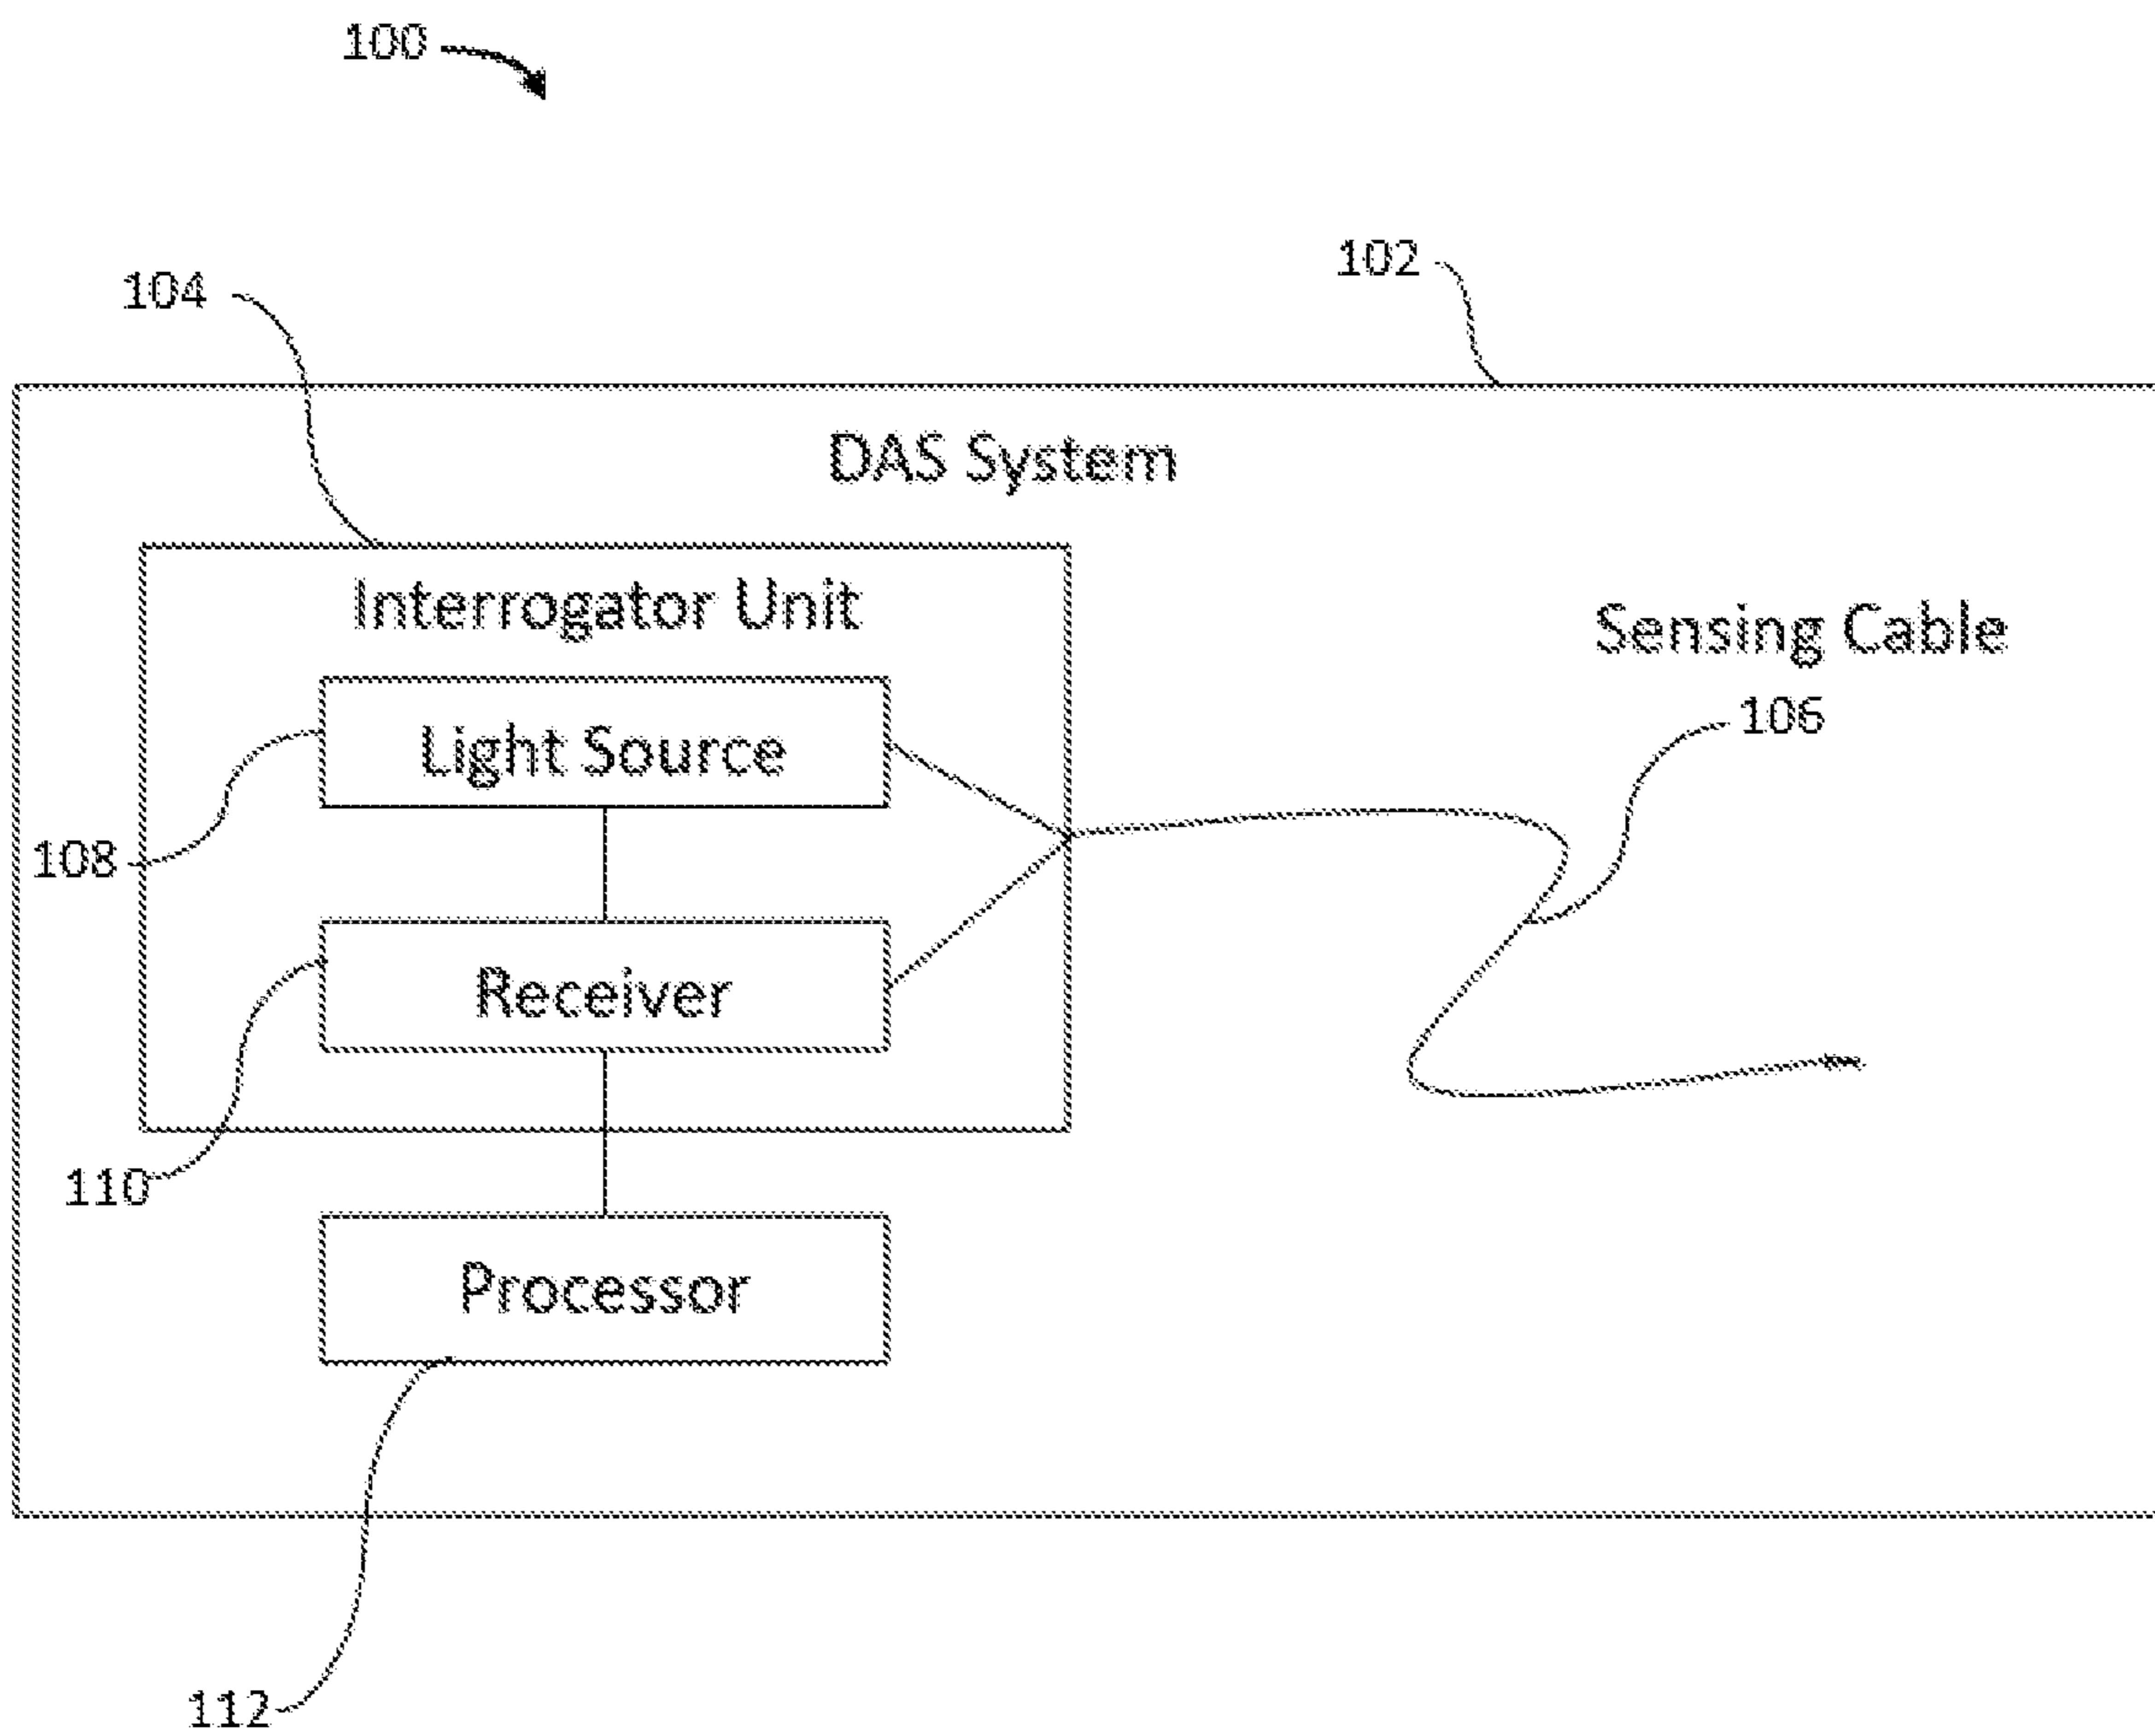 100
102
104
DAS System
Interrogator Unit
Sensing Cable
106
Light Source
108
Receiver
110
Processor
112